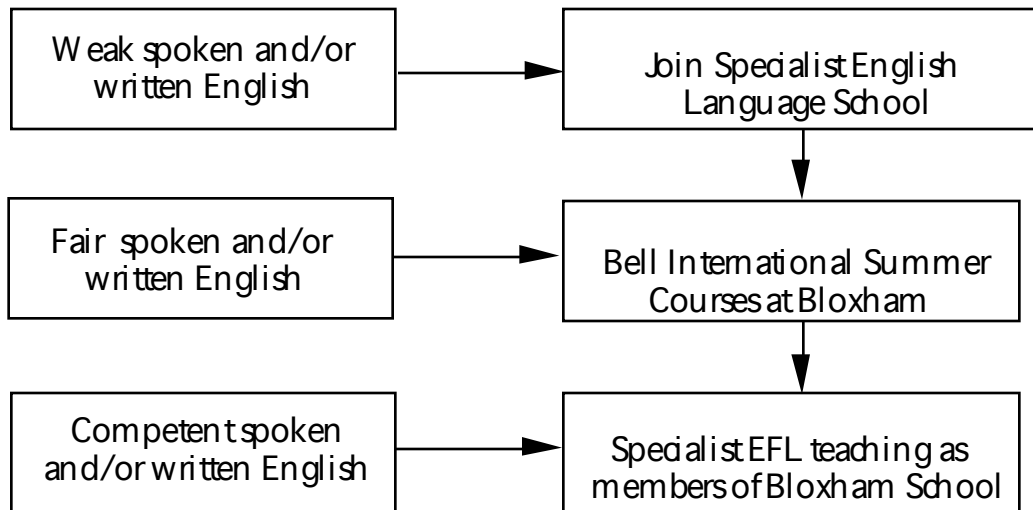 Weak spoken and/or
written English
Join Specialist English
Language School
Fair spoken and/or
written English
Bell International Summer
Courses at Bloxham
Competent spoken
and/or written English
Specialist EFL teaching as
members of Bloxham School